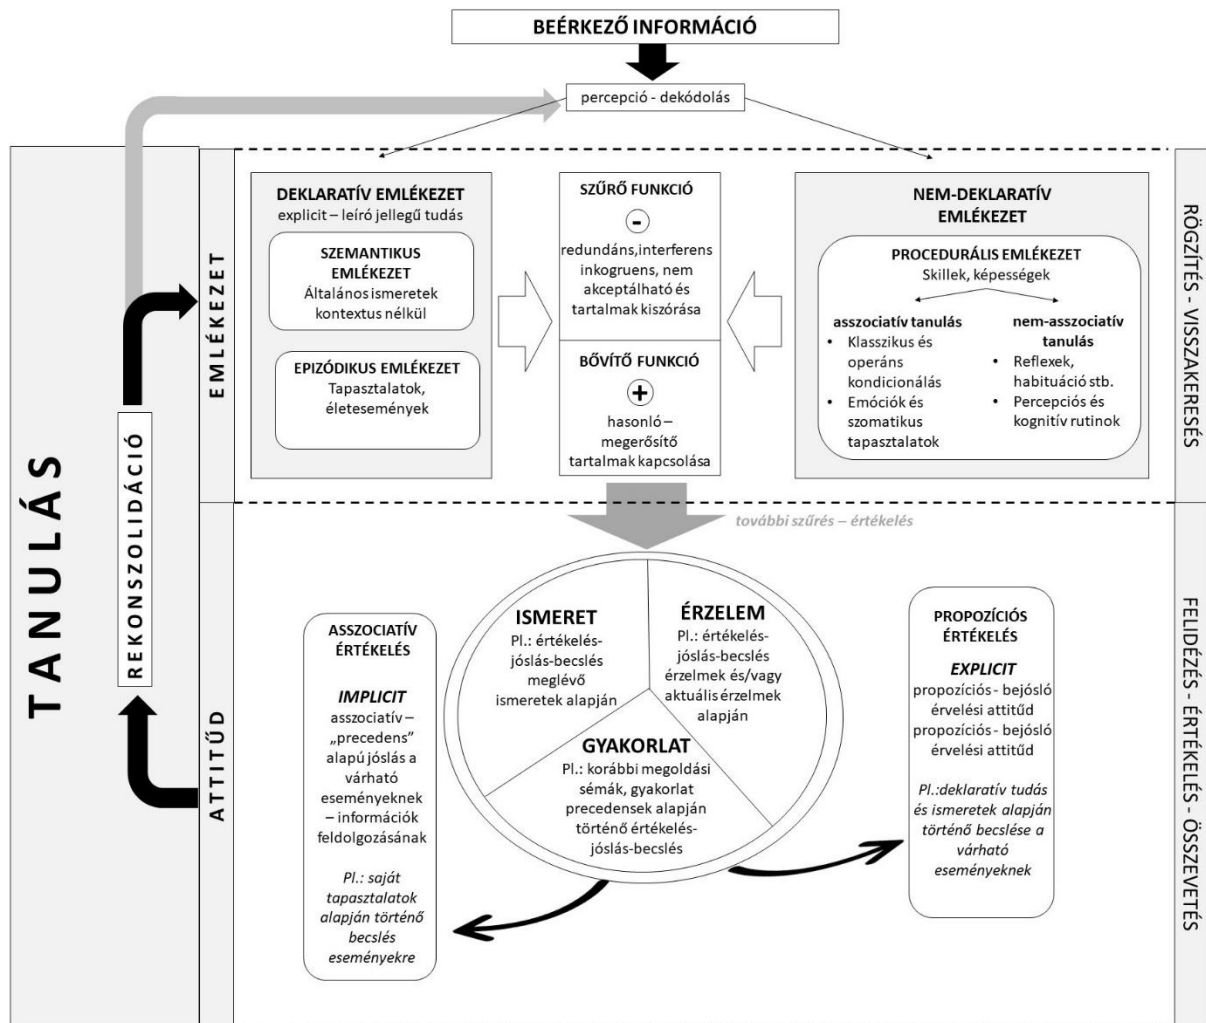 BEÉRKEZŐ INFORMÁCIÓ
percepció - dekódolás
TANULÁS
REKONSZOLIDÁCIÓ
EMLÉKEZET
DEKLARATÍV EMLÉKEZET
explicit – leíró jellegű tudás
SZEMANTIKUS
EMLÉKEZET
Általános ismeretek
kontextus nélkül
EPIZÓDIKUS EMLÉKEZET
Tapasztalatok,
életesemények
SZŰRŐ FUNKCIÓ
-
redundáns,interferens
inkogruens, nem
akceptálható és
tartalmak kiszórása
BŐVÍTŐ FUNKCIÓ
+
hasonló –
megerősítő
tartalmak kapcsolása
NEM-DEKLARATÍV
EMLÉKEZET
PROCEDURÁLIS EMLÉKEZET
Skillek, képességek
asszociatív tanulás
• Klasszikus és
operáns
kondicionálás
• Emóciók és
szomatikus
tapasztalatok
nem-asszociatív
tanulás
• Reflexek,
habituáció stb.
• Percepciós és
kognitív rutinok
RÖGZÍTÉS - VISSZAKERESÉS
további szűrés – értékelés
ATTITŰD
ASSZOCIATÍV
ÉRTÉKELÉS
IMPLICIT
asszociatív –
„precedens”
alapú jóslás a
várható
eseményeknek
– információk
feldolgozásának
Pl.: saját
tapasztalatok
alapján történő
becslés
eseményekre
ISMERET
Pl.: értékelés-
jóslás-becslés
meglévő
ismeretek alapján
ÉRZELEM
Pl.: értékelés-
jóslás-becslés
érzelmek és/vagy
aktuális érzelmek
alapján
GYAKORLAT
Pl.: korábbi megoldási
sémák, gyakorlat
precedensek alapján
történő értékelés-
jóslás-becslés
PROPOZÍCIÓS
ÉRTÉKELÉS
EXPLICIT
propozíciós - bejósló
érvelési attitűd
propozíciós - bejósló
érvelési attitűd
Pl.:deklaratív tudás
és ismeretek alapján
történő becslése a
várható
eseményeknek
FELIDÉZÉS - ÉRTÉKELÉS - ÖSSZEVETÉS